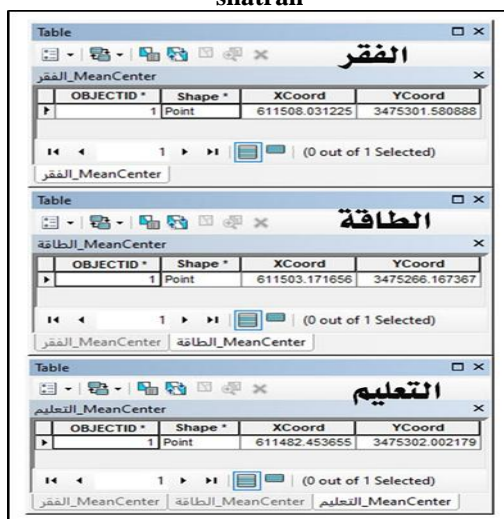 shatrah
Table
الفقر
الفقر_MeanCenter
OBJECTID * Shape * XCoord YCoord
1 Point 611508.031225 3475301.580888
1 (0 out of 1 Selected)
الفقر_MeanCenter
Table
الطاقة
الطاقة_MeanCenter
OBJECTID * Shape * XCoord YCoord
1 Point 611503.171656 3475266.167367
1 (0 out of 1 Selected)
الفقر_MeanCenter الطاقة_MeanCenter
Table
التعليم
التعليم_MeanCenter
OBJECTID * Shape * XCoord YCoord
1 Point 611482.453655 3475302.002179
1 (0 out of 1 Selected)
الفقر_MeanCenter الطاقة_MeanCenter التعليم_MeanCenter